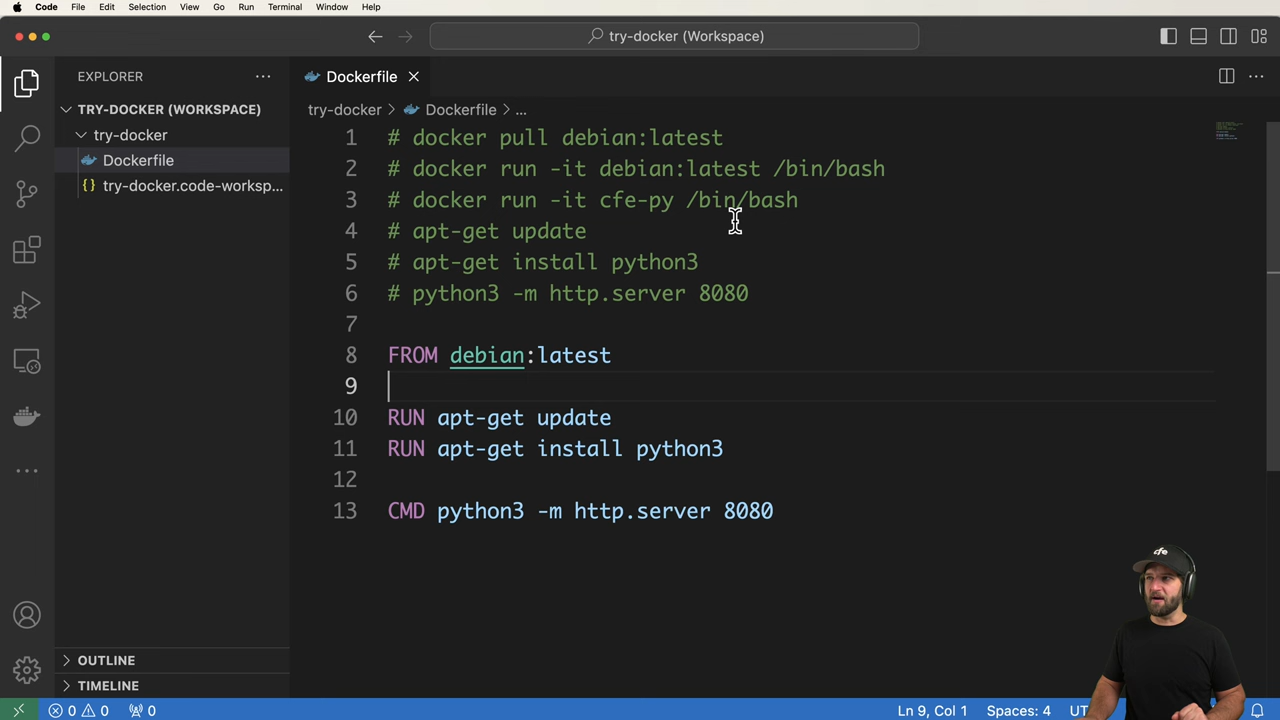 Code File Edit Selection View Go Run Terminal Window Help
try-docker (Workspace)
EXPLORER
Dockerfile
TRY-DOCKER (WORKSPACE)
try-docker
Dockerfile
try-docker.code-worksp...
try-docker > Dockerfile > ...
1 # docker pull debian:latest
2 # docker run -it debian:latest /bin/bash
3 # docker run -it cfe-py /bin/bash
4 # apt-get update
5 # apt-get install python3
6 # python3 -m http.server 8080
7
8 FROM debian:latest
9
10 RUN apt-get update
11 RUN apt-get install python3
12
13 CMD python3 -m http.server 8080
cfe
OUTLINE
TIMELINE
0 0 0 Ln 9, Col 1 Spaces: 4 UT